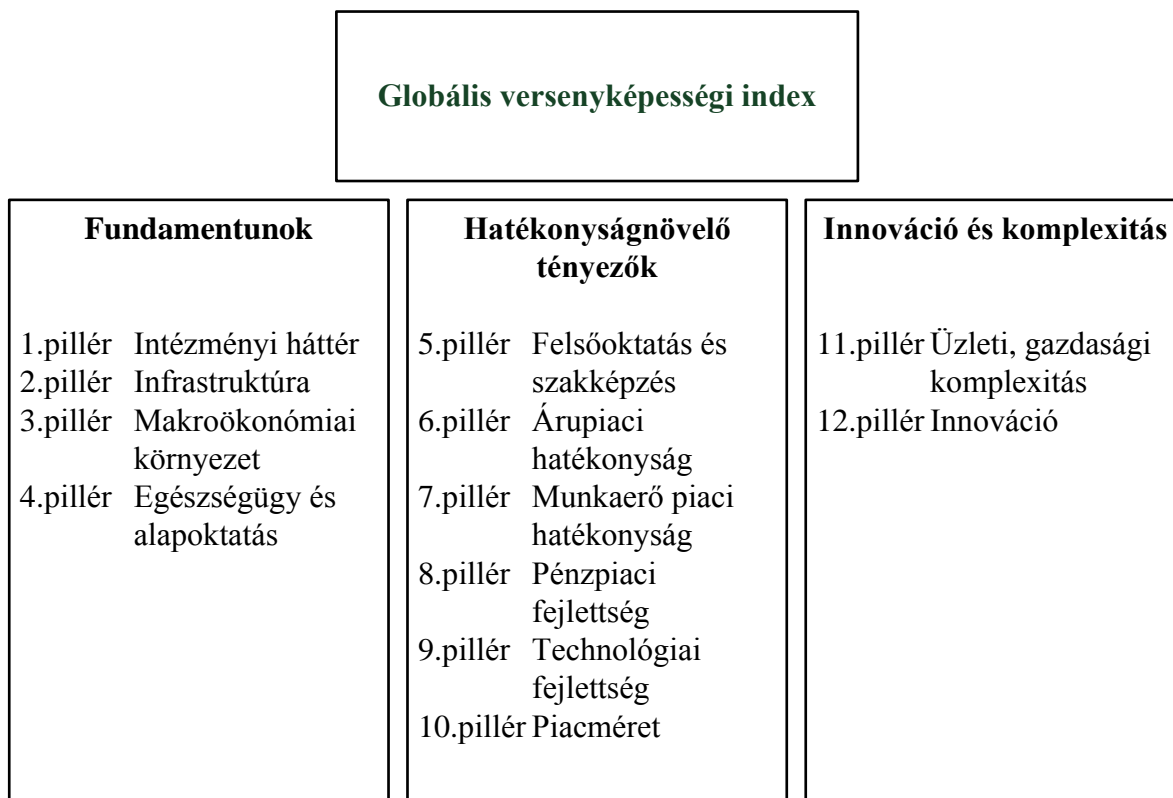 Globális versenyképességi index
Fundamentunok
1.pillér Intézményi háttér
2.pillér Infrastruktúra
3.pillér Makroökonómiai
környezet
4.pillér Egészségügy és
alapoktatás
Hatékonyságnövelő
tényezők
5.pillér Felsőoktatás és
szakképzés
6.pillér Árupiaci
hatékonyság
7.pillér Munkaerő piaci
hatékonyság
8.pillér Pénzpiaci
fejlettség
9.pillér Technológiai
fejlettség
10.pillér Piacméret
Innováció és komplexitás
11.pillér Üzleti, gazdasági
komplexitás
12.pillér Innováció